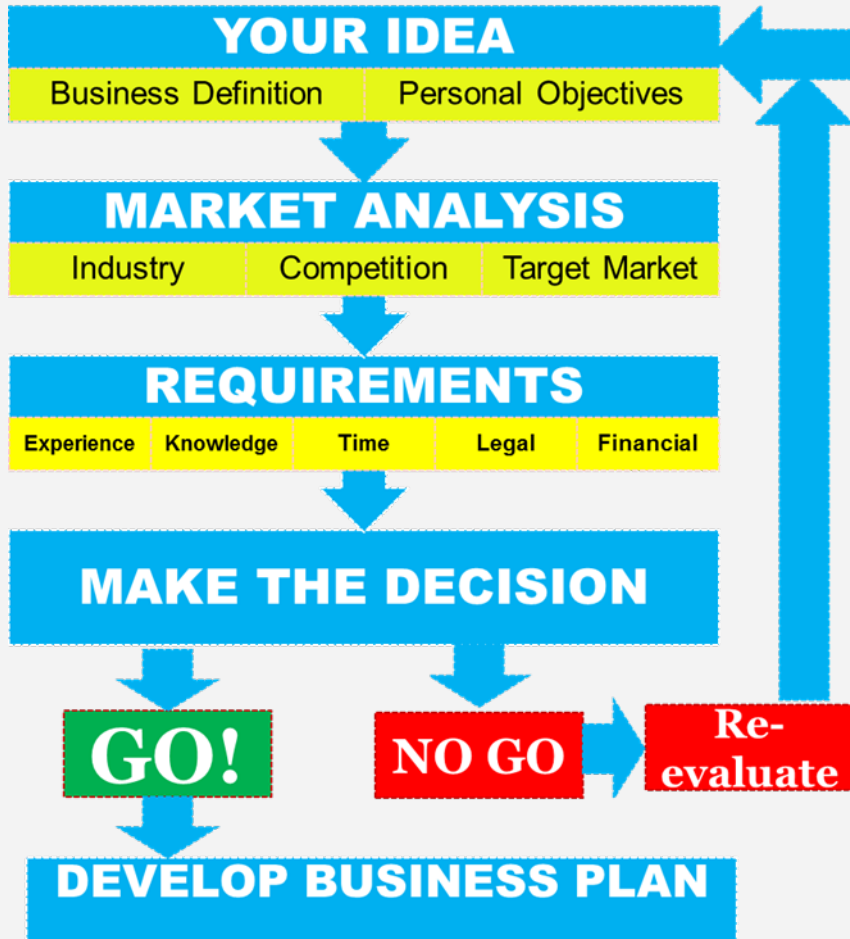 YOUR IDEA
Business Definition Personal Objectives
MARKET ANALYSIS
Industry Competition Target Market
REQUIREMENTS
Experience Knowledge Time Legal Financial
MAKE THE DECISION
GO! NO GO Re-
evaluate
DEVELOP BUSINESS PLAN